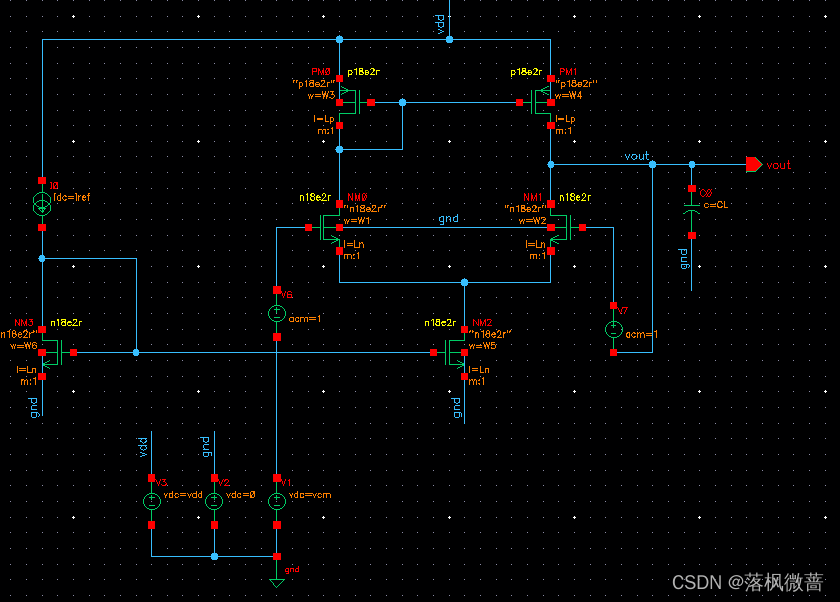 vdd
PM0 p18e2r
"p18e2r"
w=W3
l=Lp
m:1
p18e2r PM1
"p18e2r"
w=W4
l=Lp
m:1
vout
vout
I0
idc=Iref
n18e2r NM0
"n18e2r"
w=W1
l=Ln
m:1
gnd
NM1 n18e2r
"n18e2r"
w=W2
l=Ln
m:1
C0
c=CL
gnd
V6
acm=1
V7
acm=1
NM3 n18e2r
n18e2r"
w=W6
l=Ln
m:1
gnd
n18e2r NM2
"n18e2r"
w=W5
l=Ln
m:1
gnd
vdd
gnd
V3
vdc=vdd
V2
vdc=0
V1
vdc=vcm
gnd
CSDN @落枫微蔷